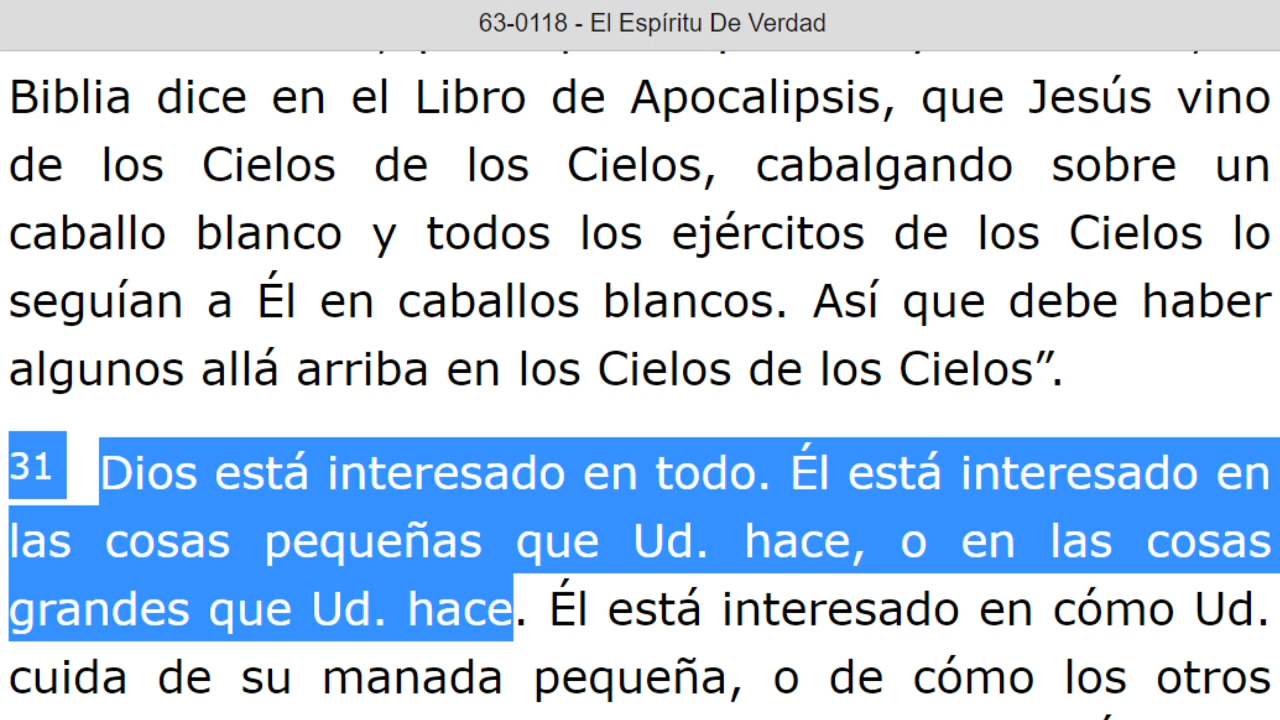 63-0118 - El Espíritu De Verdad
Biblia dice en el Libro de Apocalipsis, que Jesús vino
de los Cielos de los Cielos, cabalgando sobre un
caballo blanco y todos los ejércitos de los Cielos lo
seguían a Él en caballos blancos. Así que debe haber
algunos allá arriba en los Cielos de los Cielos”.
31 Dios está interesado en todo. Él está interesado en
las cosas pequeñas que Ud. hace, o en las cosas
grandes que Ud. hace. Él está interesado en cómo Ud.
cuida de su manada pequeña, o de cómo los otros